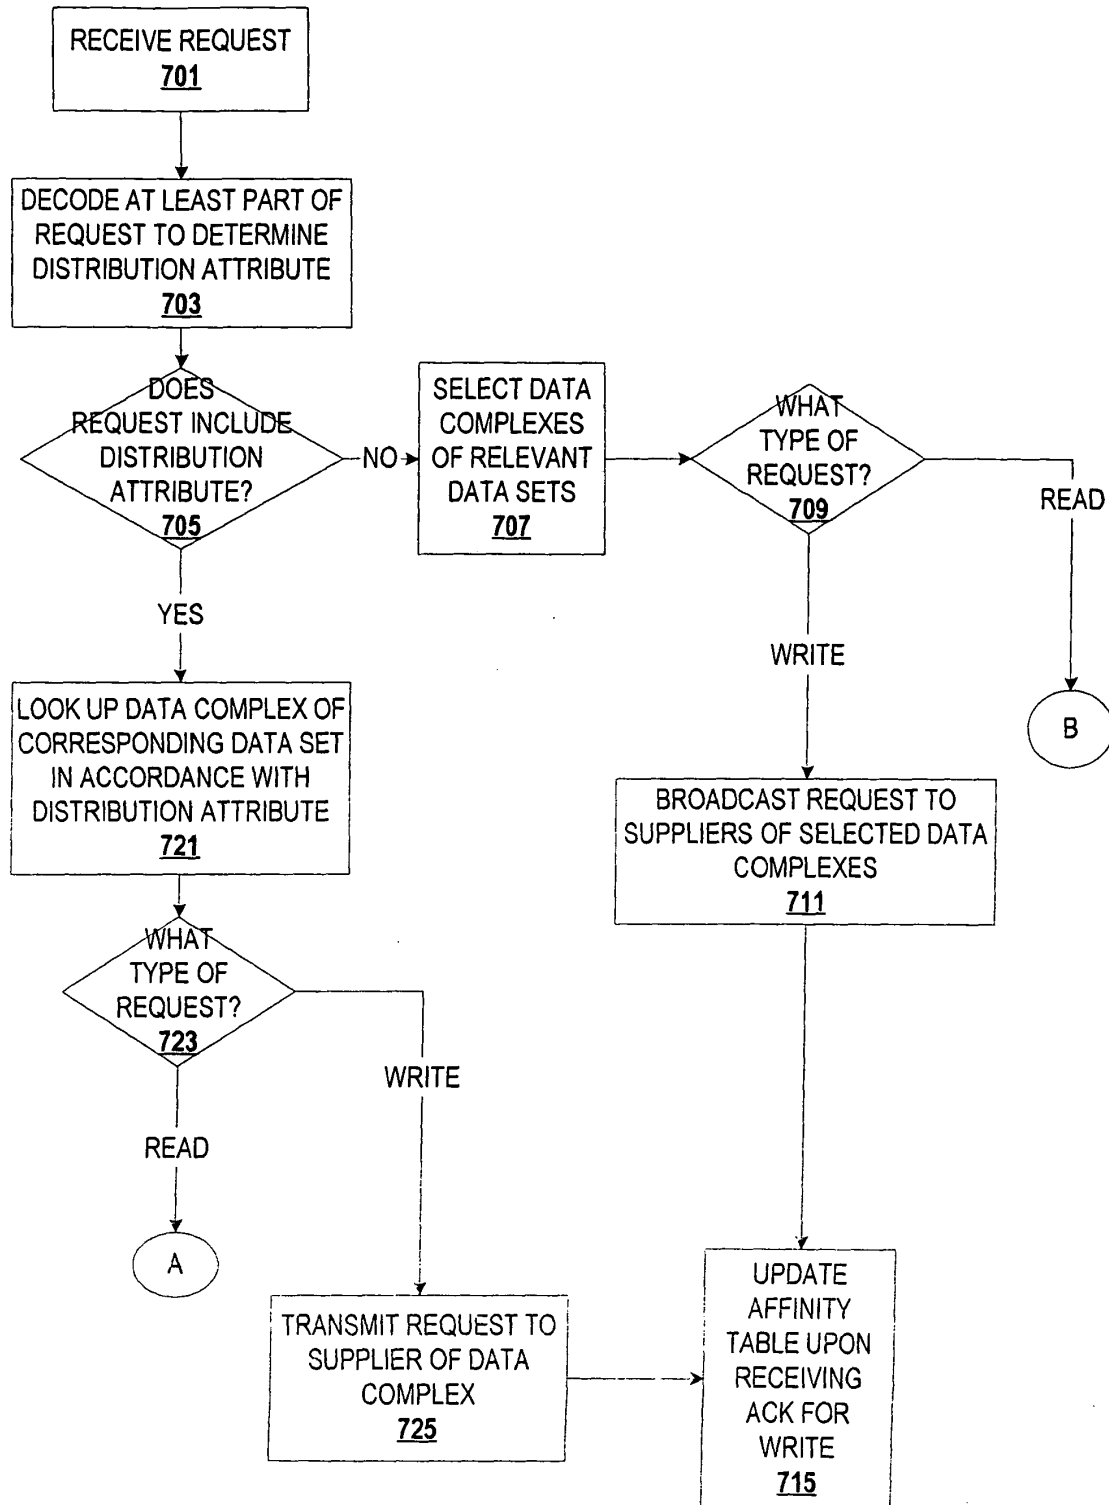 RECEIVE REQUEST
701
DECODE AT LEAST PART OF
REQUEST TO DETERMINE
DISTRIBUTION ATTRIBUTE
703
DOES
REQUEST INCLUDE
DISTRIBUTION
ATTRIBUTE?
705
NO
SELECT DATA
COMPLEXES
OF RELEVANT
DATA SETS
707
WHAT
TYPE OF
REQUEST?
709
READ
B
YES
WRITE
LOOK UP DATA COMPLEX OF
CORRESPONDING DATA SET
IN ACCORDANCE WITH
DISTRIBUTION ATTRIBUTE
721
BROADCAST REQUEST TO
SUPPLIERS OF SELECTED DATA
COMPLEXES
711
WHAT
TYPE OF
REQUEST?
723
WRITE
READ
A
TRANSMIT REQUEST TO
SUPPLIER OF DATA
COMPLEX
725
UPDATE
AFFINITY
TABLE UPON
RECEIVING
ACK FOR
WRITE
715